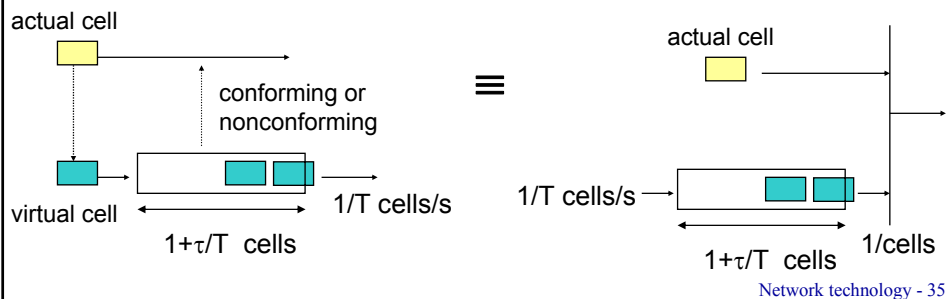 actual cell
conforming or
nonconforming
virtual cell
1/T cells/s
1+τ/T cells
≡
actual cell
1/T cells/s
1+τ/T cells
1/cells
Network technology - 35